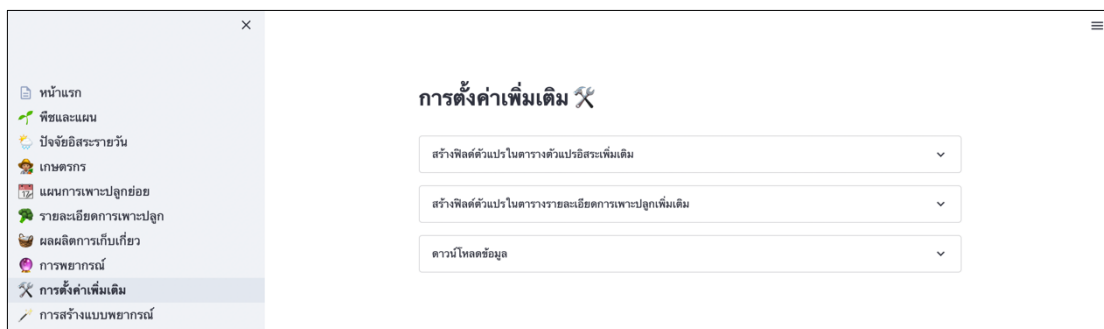 หน้าแรก
พืชและแผน
ปัจจัยอิสระรายวัน
เกษตรกร
แผนการเพาะปลูกย่อย
รายละเอียดการเพาะปลูก
ผลผลิตการเก็บเกี่ยว
การพยากรณ์
การตั้งค่าเพิ่มเติม
การสร้างแบบพยากรณ์
การตั้งค่าเพิ่มเติม
สร้างฟิลด์ตัวแปรในตารางตัวแปรอิสระเพิ่มเติม
สร้างฟิลด์ตัวแปรในตารางรายละเอียดการเพาะปลูกเพิ่มเติม
ดาวน์โหลดข้อมูล